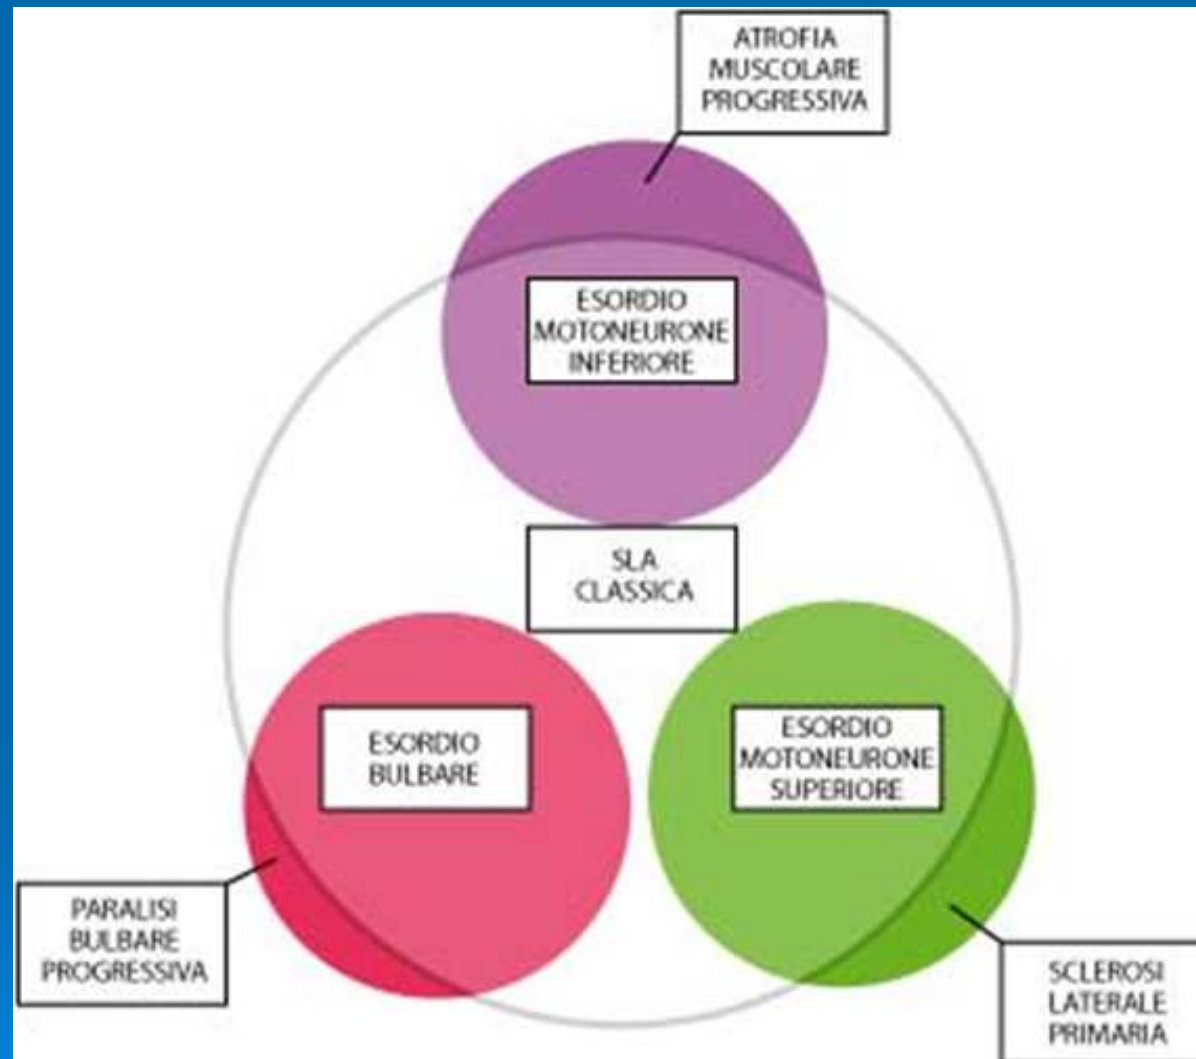 ATROFIA
MUSCOLARE
PROGRESSIVA
ESORDIO
MOTONEURONE
INFERIORE
SLA
CLASSICA
ESORDIO
BULBARE
ESORDIO
MOTONEURONE
SUPERIORE
PARALISI
BULBARE
PROGRESSIVA
SCLEROSI
LATERALE
PRIMARIA